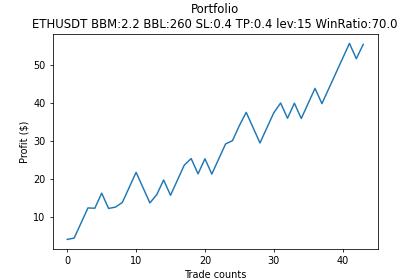 Portfolio
ETHUSDT BBM:2.2 BBL:260 SL:0.4 TP:0.4 lev:15 WinRatio:70.0
Profit ($)
50
40
30
20
10
0
10
20
30
40
Trade counts